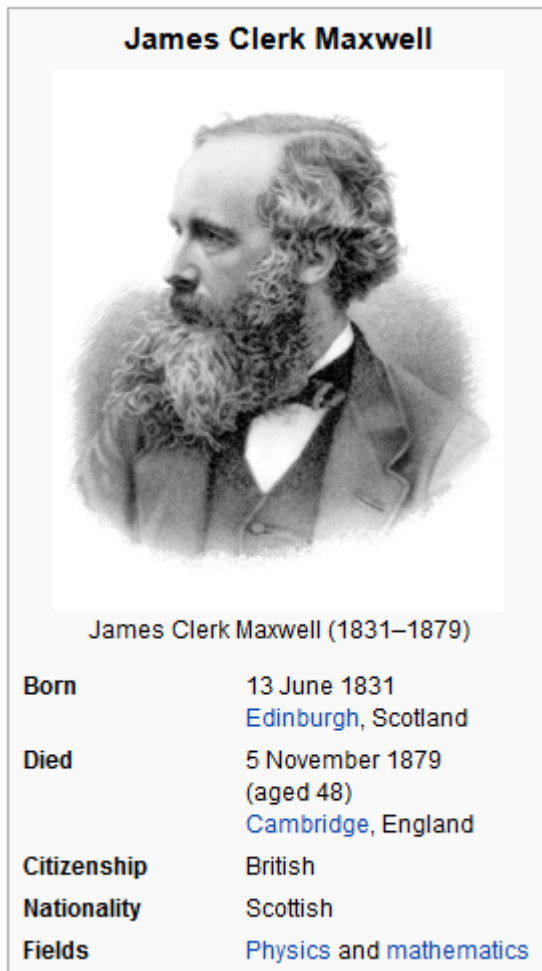 James Clerk Maxwell
James Clerk Maxwell (1831–1879)
Born 13 June 1831
Edinburgh, Scotland
Died 5 November 1879
(aged 48)
Cambridge, England
Citizenship British
Nationality Scottish
Fields Physics and mathematics